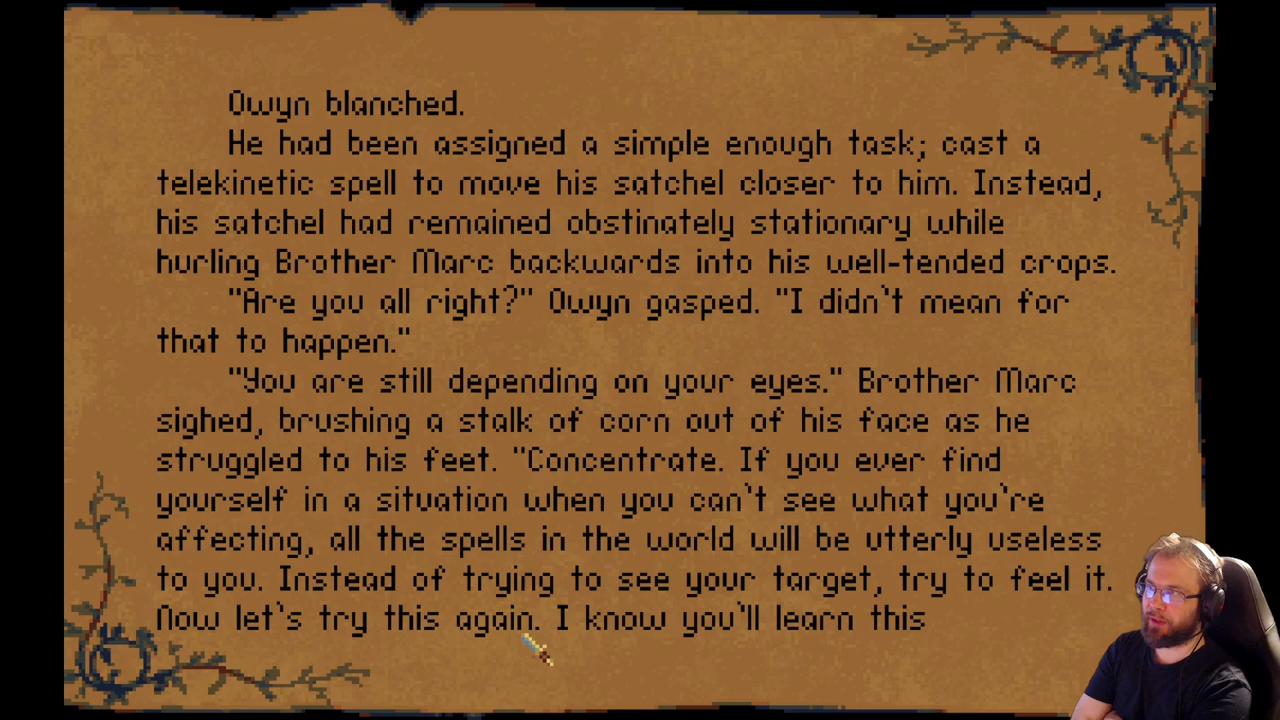 Owyn blanched.
He had been assigned a simple enough task; cast a
telekinetic spell to move his satchel closer to him. Instead,
his satchel had remained obstinately stationary while
hurling Brother Marc backwards into his well-tended crops.
"Are you all right?" Owyn gasped. "I didn't mean for
that to happen."
"You are still depending on your eyes." Brother Marc
sighed, brushing a stalk of corn out of his face as he
struggled to his feet. "Concentrate. If you ever find
yourself in a situation when you can't see what you're
affecting, all the spells in the world will be utterly useless
to you. Instead of trying to see your target, try to feel it.
Now let's try this again. I know you'll learn this